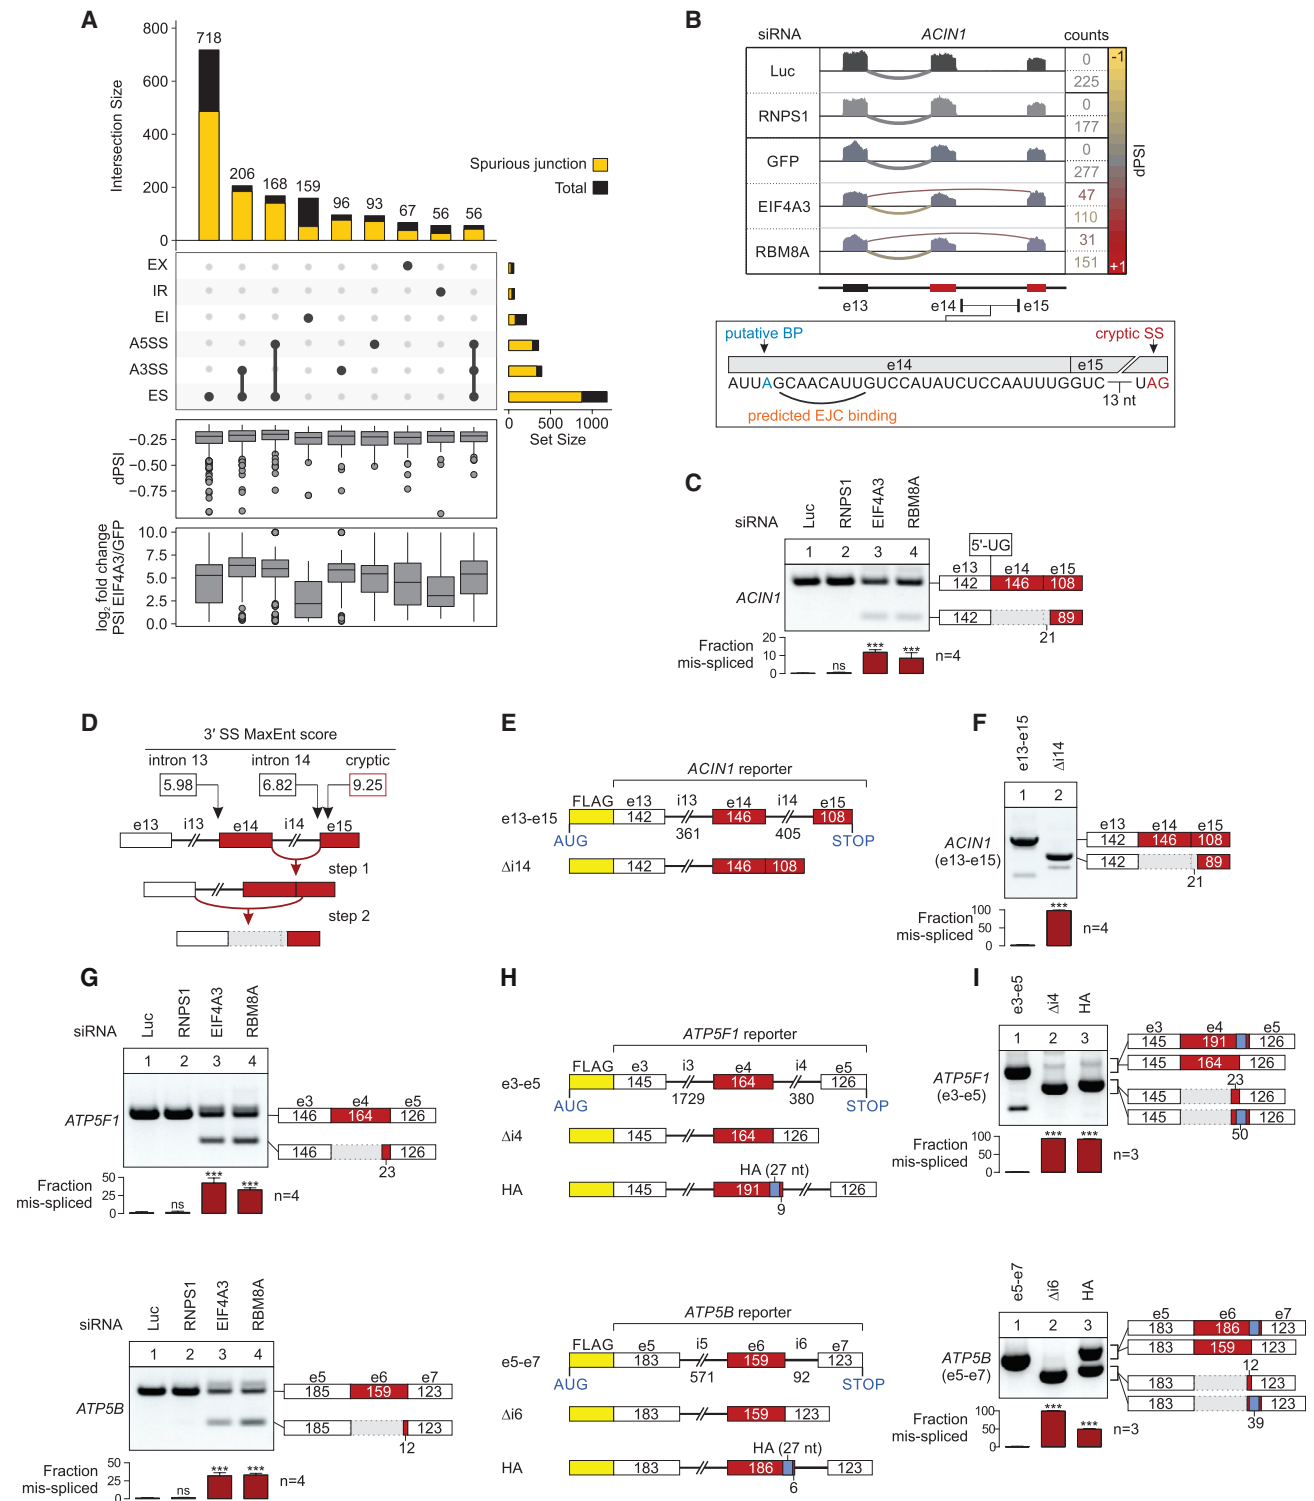 A
800
600
400
200
0
Intersection Size
718
206
168
159
96
93
67
56
56
Spurious junction
Total
EX
IR
EI
A5SS
A3SS
ES
0
500
1000
Set Size
−0.25
−0.50
−0.75
dPSI
10.0
7.5
5.0
2.5
0.0
log2 fold change
PSI EIF4A3/GFP
B
siRNA
ACIN1
counts
Luc
0
225
RNPS1
0
177
GFP
0
277
EIF4A3
47
110
RBM8A
31
151
-1
+1
dPSI
e13
e14
e15
putative BP
cryptic SS
e14
e15
AUUAGCAACAUUGUCCAUAUCUCCAAUUUGGUC
UAG
13 nt
predicted EJC binding
C
siRNA
Luc
RNPS1
EIF4A3
RBM8A
1
2
3
4
ACIN1
5'-UG
e13
e14
e15
142
146
108
142
89
21
Fraction
mis-spliced
20
10
0
ns
***
***
n=4
D
3′ SS MaxEnt score
intron 13
intron 14
cryptic
5.98
6.82
9.25
e13
i13
e14
i14
e15
step 1
step 2
E
ACIN1 reporter
FLAG
e13
i13
e14
i14
e15
e13-e15
142
146
108
361
405
AUG
STOP
Δi14
142
146
108
F
e13-e15
Δi14
1
2
ACIN1
(e13-e15)
e13
e14
e15
142
146
108
142
89
21
Fraction
mis-spliced
100
50
0
***
n=4
G
siRNA
Luc
RNPS1
EIF4A3
RBM8A
1
2
3
4
ATP5F1
e3
e4
e5
146
164
126
146
126
23
Fraction
mis-spliced
50
25
0
ns
***
***
n=4
siRNA
Luc
RNPS1
EIF4A3
RBM8A
1
2
3
4
ATP5B
e5
e6
e7
185
159
123
185
123
12
Fraction
mis-spliced
50
25
0
ns
***
***
n=4
H
ATP5F1 reporter
FLAG
e3
i3
e4
i4
e5
e3-e5
145
164
126
1729
380
AUG
STOP
Δi4
145
164
126
HA (27 nt)
HA
145
191
126
9
ATP5B reporter
FLAG
e5
i5
e6
i6
e7
e5-e7
183
159
123
571
92
AUG
STOP
Δi6
183
159
123
HA (27 nt)
HA
183
186
123
6
I
e3-e5
Δi4
HA
1
2
3
ATP5F1
(e3-e5)
e3
e4
e5
145
191
126
145
164
126
23
145
126
145
126
50
Fraction
mis-spliced
100
50
0
***
***
n=3
e5-e7
Δi6
HA
1
2
3
ATP5B
(e5-e7)
e5
e6
e7
183
186
123
183
159
123
12
183
123
183
123
39
Fraction
mis-spliced
100
50
0
***
***
n=3